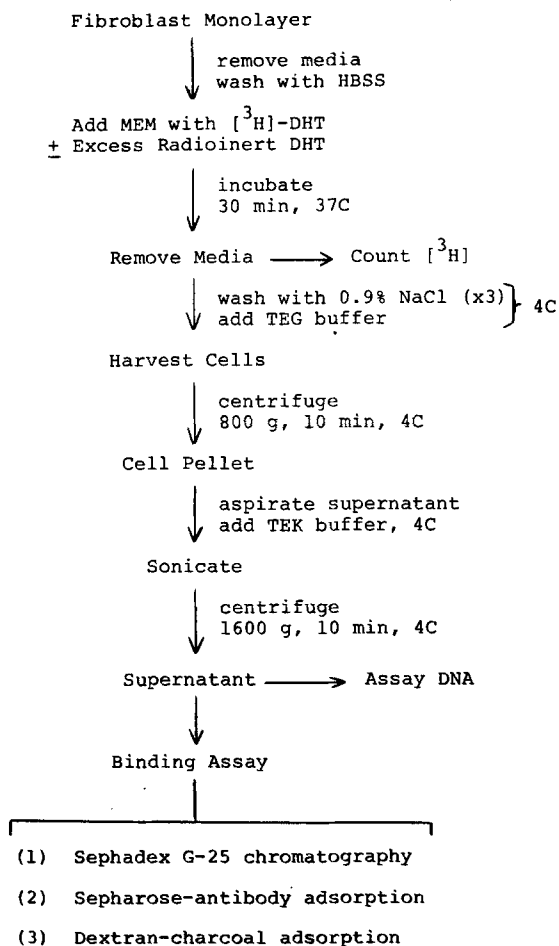 Fibroblast Monolayer
remove media
wash with HBSS
Add MEM with [³H]-DHT
± Excess Radioinert DHT
incubate
30 min, 37C
Remove Media → Count [³H]
wash with 0.9% NaCl (x3)
add TEG buffer
} 4C
Harvest Cells
centrifuge
800 g, 10 min, 4C
Cell Pellet
aspirate supernatant
add TEK buffer, 4C
Sonicate
centrifuge
1600 g, 10 min, 4C
Supernatant → Assay DNA
Binding Assay
(1) Sephadex G-25 chromatography
(2) Sepharose-antibody adsorption
(3) Dextran-charcoal adsorption